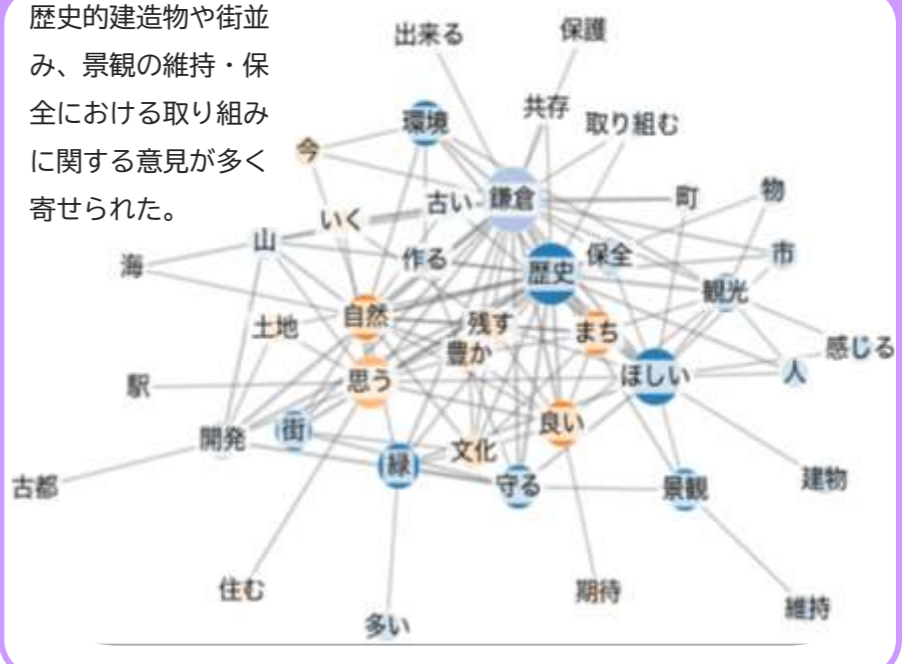 歴史的建造物や街並
み、景観の維持・保
全における取り組み
に関する意見が多く
寄せられた。
出来る
保護
共存
取り組む
環境
今
古い
鎌倉
町
物
いく
山
海
作る
歴史
保全
市
観光
自然
土地
残す
豊か
まち
感じる
人
駅
思う
ほしい
開発
街
良い
文化
緑
守る
景観
建物
古都
住む
期待
維持
多い